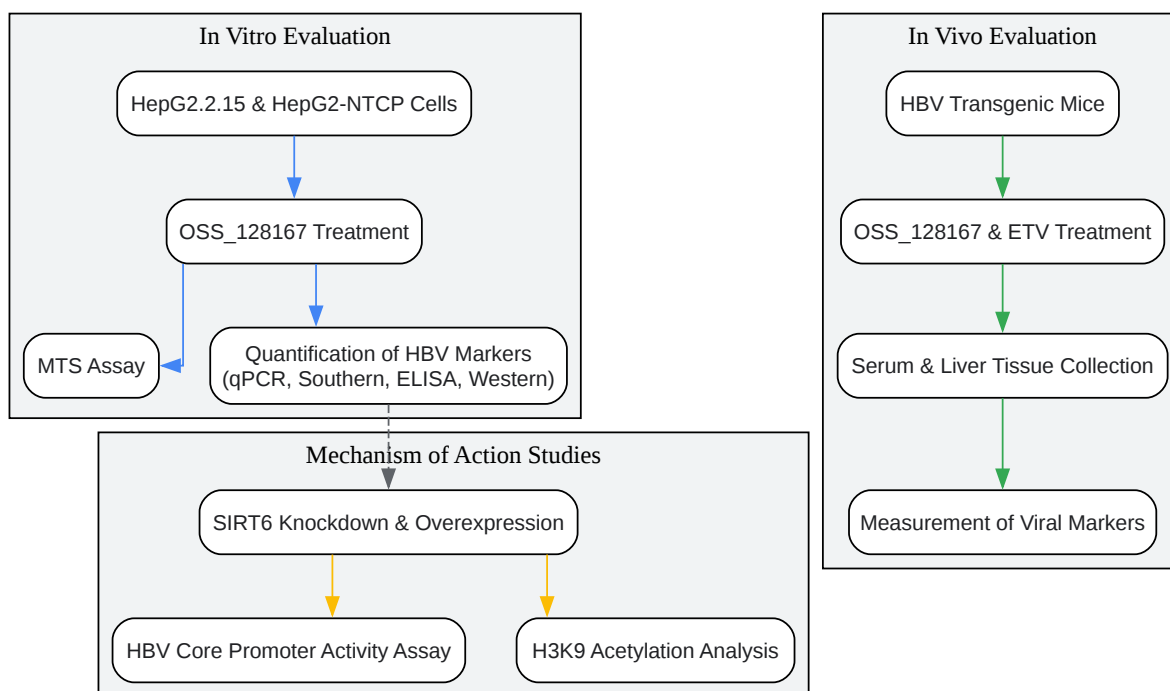 In Vitro Evaluation
HepG2.2.15 & HepG2-NTCP Cells
OSS_128167 Treatment
MTS Assay
Quantification of HBV Markers
(qPCR, Southern, ELISA, Western)
Mechanism of Action Studies
SIRT6 Knockdown & Overexpression
HBV Core Promoter Activity Assay
H3K9 Acetylation Analysis
In Vivo Evaluation
HBV Transgenic Mice
OSS_128167 & ETV Treatment
Serum & Liver Tissue Collection
Measurement of Viral Markers